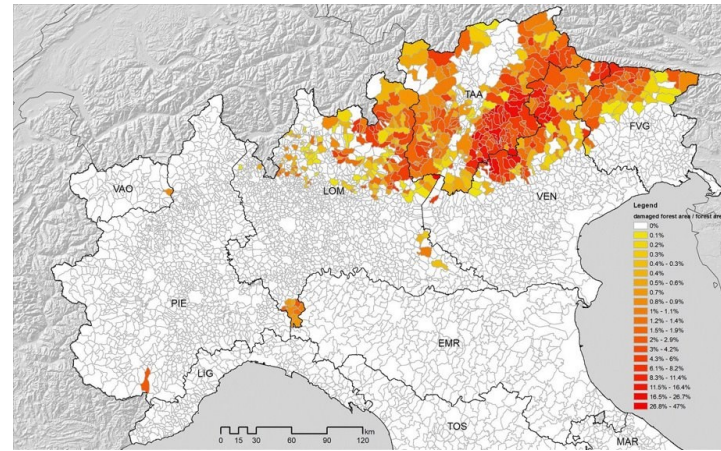 TAA
FVG
VAO
LOM
VEN
PIE
EMR
LIG
TOS
MAR
Legend
damaged forest area / forest area
0%
0.1%
0.2%
0.3%
0.4% - 0.3%
0.4%
0.5% - 0.6%
0.7%
0.8% - 0.9%
1% - 1.1%
1.2% - 1.4%
1.5% - 1.9%
2% - 2.9%
3% - 4.2%
4.3% - 6%
6.1% - 8.2%
8.3% - 11.4%
11.5% - 16.4%
16.5% - 26.7%
26.8% - 47%
km
0 15 30 60 90 120